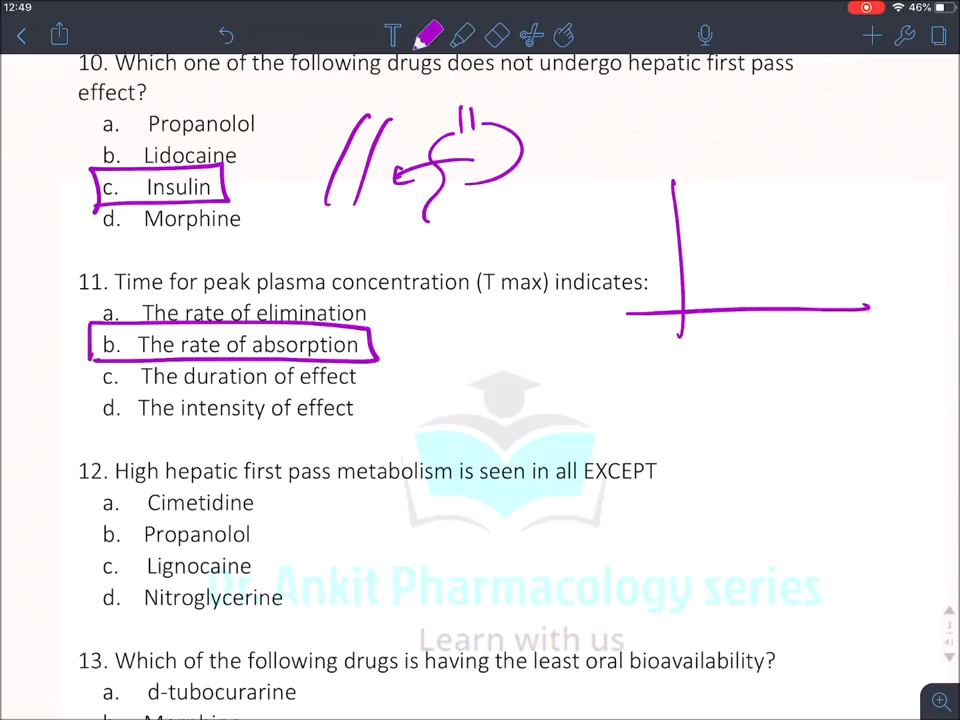 12:49
46%
T
10. Which one of the following drugs does not undergo hepatic first pass
effect?
a. Propanolol
b. Lidocaine
c. Insulin
d. Morphine
11. Time for peak plasma concentration (T max) indicates:
a. The rate of elimination
b. The rate of absorption
c. The duration of effect
d. The intensity of effect
12. High hepatic first pass metabolism is seen in all EXCEPT
a. Cimetidine
b. Propanolol
c. Lignocaine
d. Nitroglycerine
Dr. Ankit Pharmacology series
Learn with us
13. Which of the following drugs is having the least oral bioavailability?
a. d-tubocurarine
b. Morphine
3
41